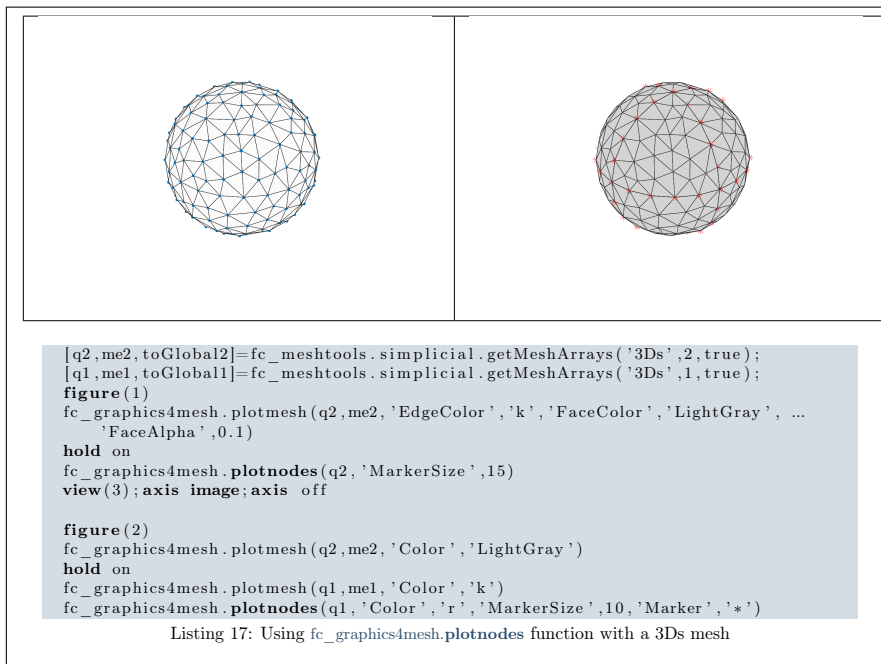 [q2,me2,toGlobal2]=fc_meshtools.simplicial.getMeshArrays('3Ds',2,true);
[q1,me1,toGlobal1]=fc_meshtools.simplicial.getMeshArrays('3Ds',1,true);
figure(1)
fc_graphics4mesh.plotmesh(q2,me2,'EdgeColor','k','FaceColor','LightGray', ...
'FaceAlpha',0.1)
hold on
fc_graphics4mesh.plotnodes(q2,'MarkerSize',15)
view(3);axis image;axis off
figure(2)
fc_graphics4mesh.plotmesh(q2,me2,'Color','LightGray')
hold on
fc_graphics4mesh.plotmesh(q1,me1,'Color','k')
fc_graphics4mesh.plotnodes(q1,'Color','r','MarkerSize',10,'Marker','*')
Listing 17: Using fc_graphics4mesh.plotnodes function with a 3Ds mesh